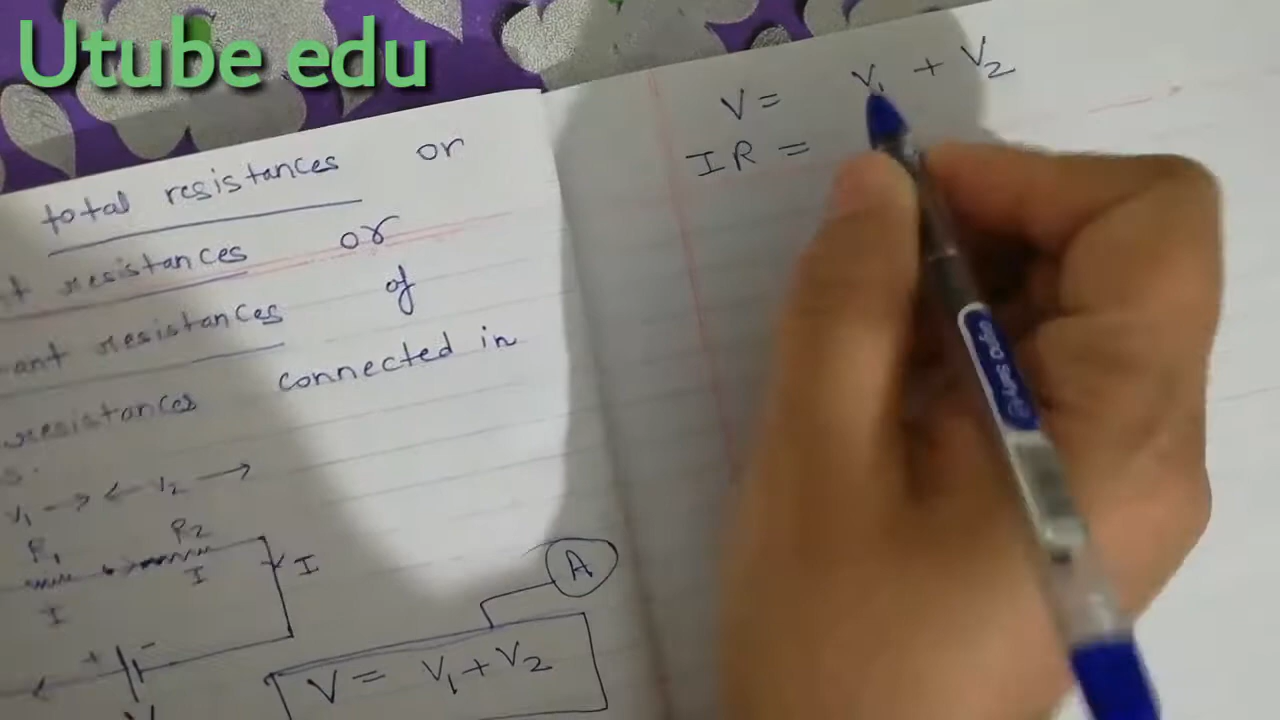 Utube edu
total resistances or
resistances or
resistances of
resistances connected in
V₁ → ← V₂ →
R₁ R₂
I I I
+ -
V
A
V = V₁ + V₂
V = V₁ + V₂
IR =